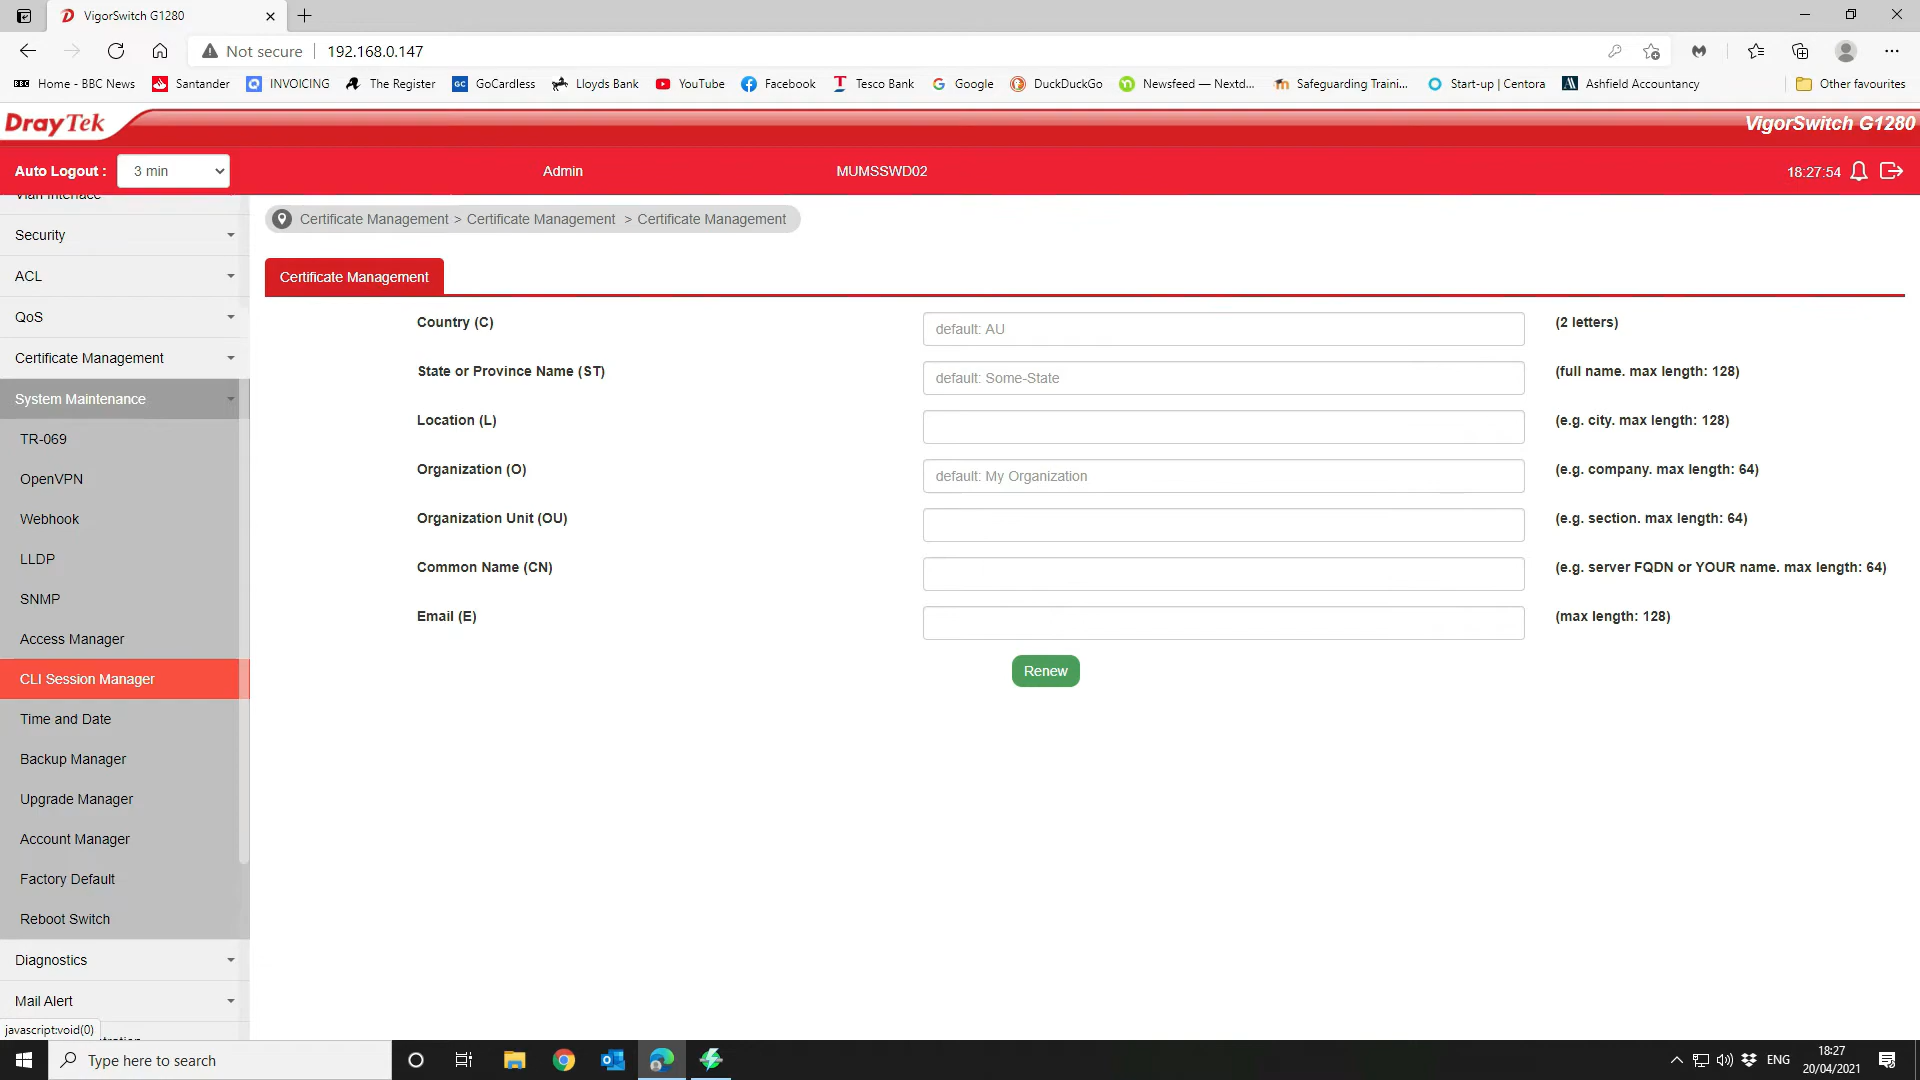 VigorSwitch G1280
Not secure
192.168.0.147
Home - BBC News
Santander
INVOICING
The Register
GoCardless
Lloyds Bank
YouTube
Facebook
Tesco Bank
Google
DuckDuckGo
Newsfeed — Nextd...
Safeguarding Traini...
Start-up | Centora
Ashfield Accountancy
Other favourites
DrayTek
VigorSwitch G1280
Auto Logout :
3 min
Admin
MUMSSWD02
18:27:54
Vlan Interface
Security
ACL
QoS
Certificate Management
System Maintenance
TR-069
OpenVPN
Webhook
LLDP
SNMP
Access Manager
CLI Session Manager
Time and Date
Backup Manager
Upgrade Manager
Account Manager
Factory Default
Reboot Switch
Diagnostics
Mail Alert
javascript:void(0)
Certificate Management > Certificate Management > Certificate Management
Certificate Management
Country (C)
default: AU
(2 letters)
State or Province Name (ST)
default: Some-State
(full name. max length: 128)
Location (L)
(e.g. city. max length: 128)
Organization (O)
default: My Organization
(e.g. company. max length: 64)
Organization Unit (OU)
(e.g. section. max length: 64)
Common Name (CN)
(e.g. server FQDN or YOUR name. max length: 64)
Email (E)
(max length: 128)
Renew
Type here to search
ENG
18:27
20/04/2021